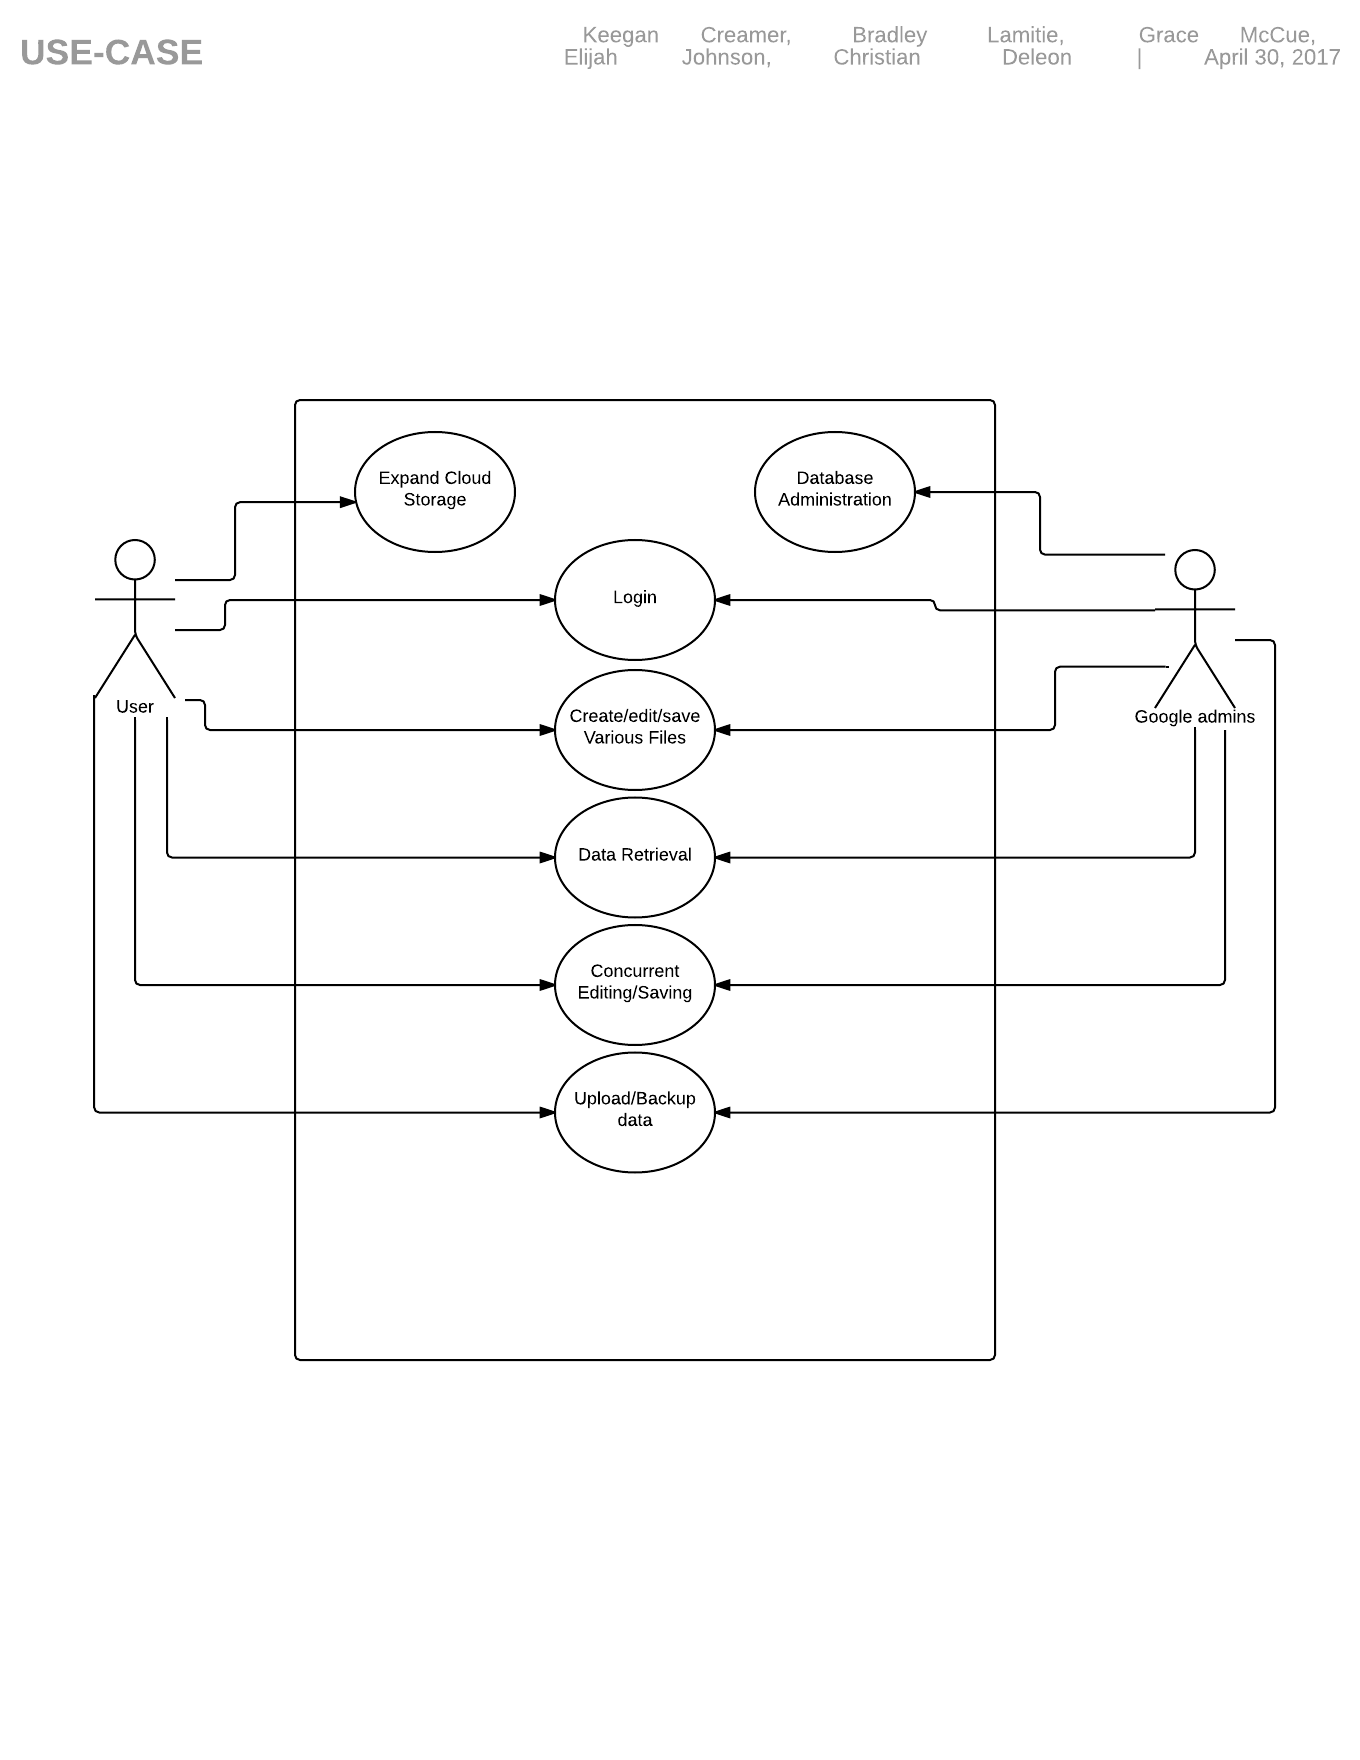 USE-CASE
Keegan Creamer, Bradley Lamitie, Grace McCue,
Elijah Johnson, Christian Deleon | April 30, 2017
Expand Cloud
Storage
Database
Administration
Login
Create/edit/save
Various Files
User
Google admins
Data Retrieval
Concurrent
Editing/Saving
Upload/Backup
data